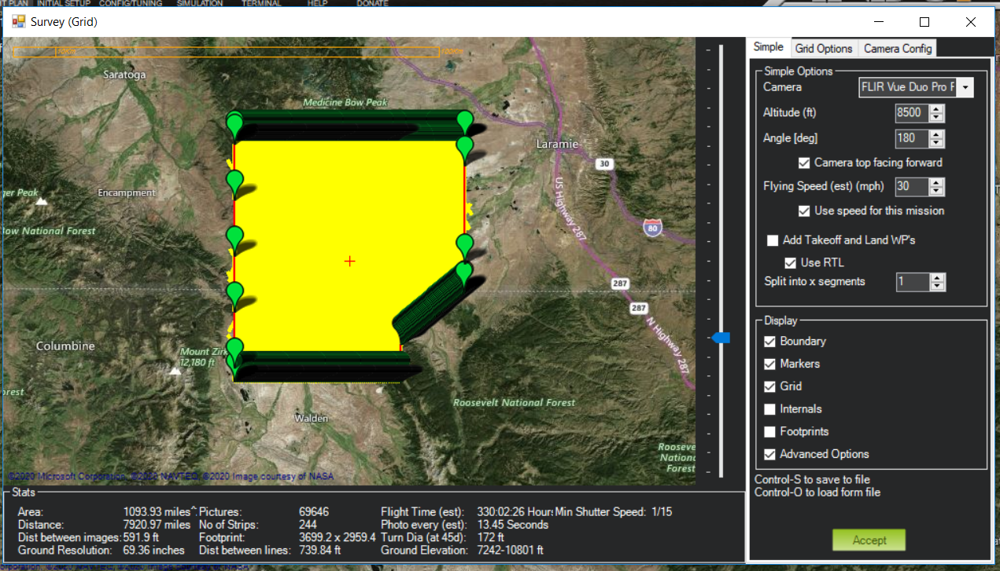 T PLAN INITIAL SETUP CONFIG/TUNING SIMULATION TERMINAL HELP DONATE
Survey (Grid)
Saratoga
Medicine Bow Peak
Laramie
30
ger Peak
Encampment
US Highway 287
low National Forest
80
287
287
N Highway 287
Columbine
Mount Zirk
12,180 ft
orest
Roosevelt National Forest
Walden
Rooseve
Nationa
Forest
©2020 Microsoft Corporation, ©2020 NAVTEQ, ©2020 Image courtesy of NASA
Simple Grid Options Camera Config
Simple Options
Camera FLIR Vue Duo Pro F
Altitude (ft) 8500
Angle [deg] 180
Camera top facing forward
Flying Speed (est) (mph) 30
Use speed for this mission
Add Takeoff and Land WP's
Use RTL
Split into x segments 1
Display
Boundary
Markers
Grid
Internals
Footprints
Advanced Options
Control-S to save to file
Control-O to load form file
Accept
Stats
Area: 1093.93 miles^ Pictures: 69646 Flight Time (est): 330:02:26 Hours Min Shutter Speed: 1/15
Distance: 7920.97 miles No of Strips: 244 Photo every (est): 13.45 Seconds
Dist between images: 591.9 ft Footprint: 3699.2 x 2959.4 Turn Dia (at 45d): 172 ft
Ground Resolution: 69.36 inches Dist between lines: 739.84 ft Ground Elevation: 7242-10801 ft